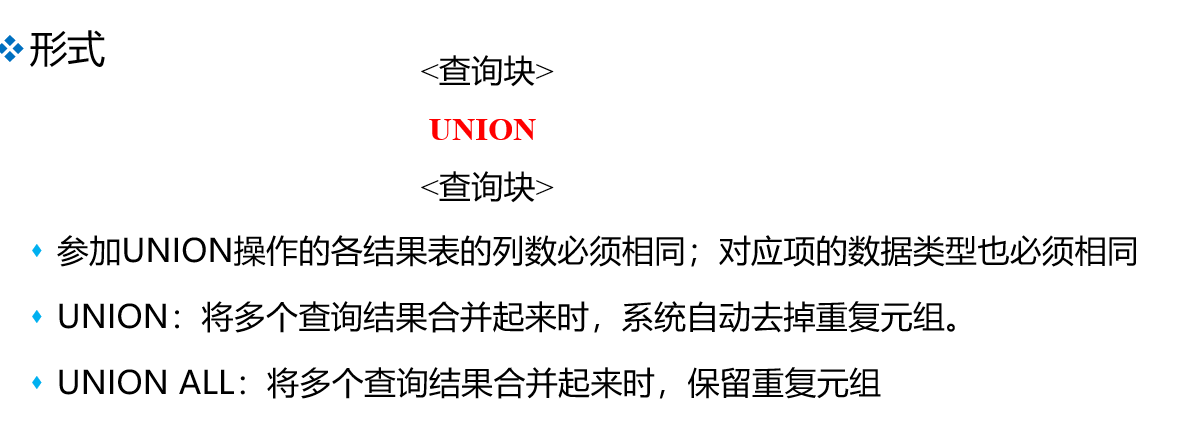 形式
<查询块>
UNION
<查询块>
参加UNION操作的各结果表的列数必须相同；对应项的数据类型也必须相同
UNION：将多个查询结果合并起来时，系统自动去掉重复元组。
UNION ALL：将多个查询结果合并起来时，保留重复元组